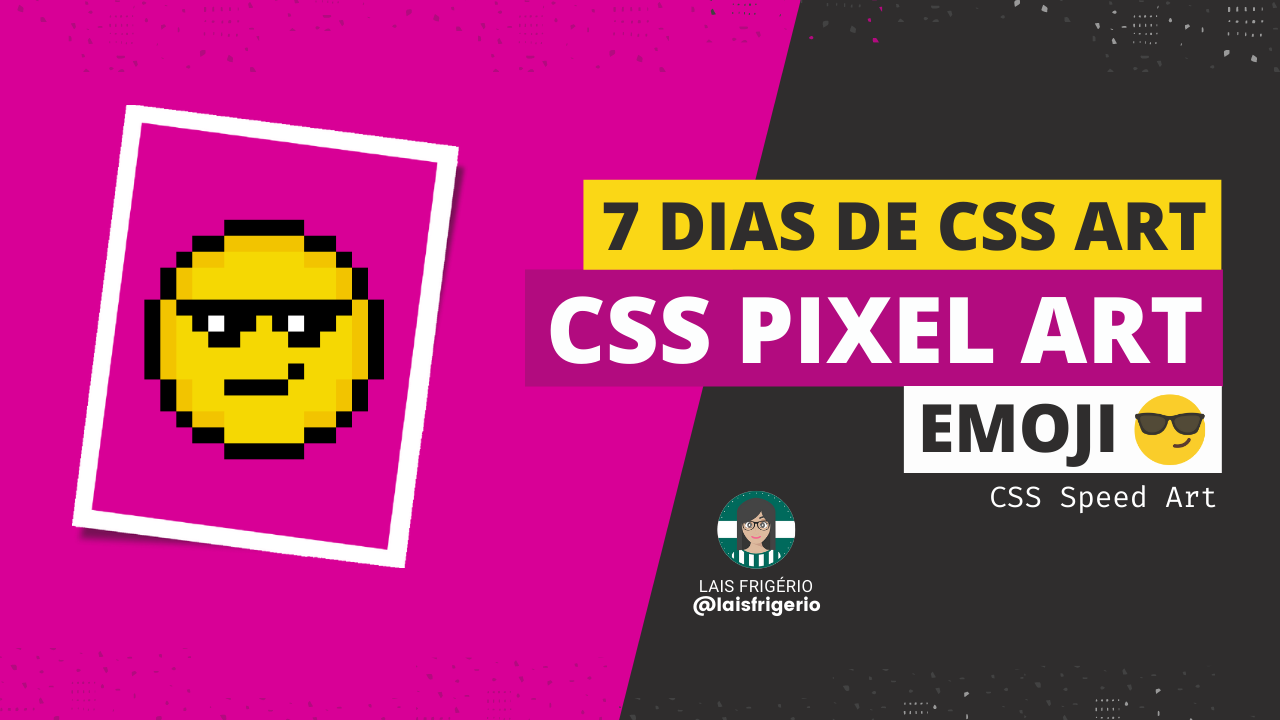 7 DIAS DE CSS ART
CSS PIXEL ART
EMOJI 😎
CSS Speed Art
LAIS FRIGÉRIO
@laisfrigerio